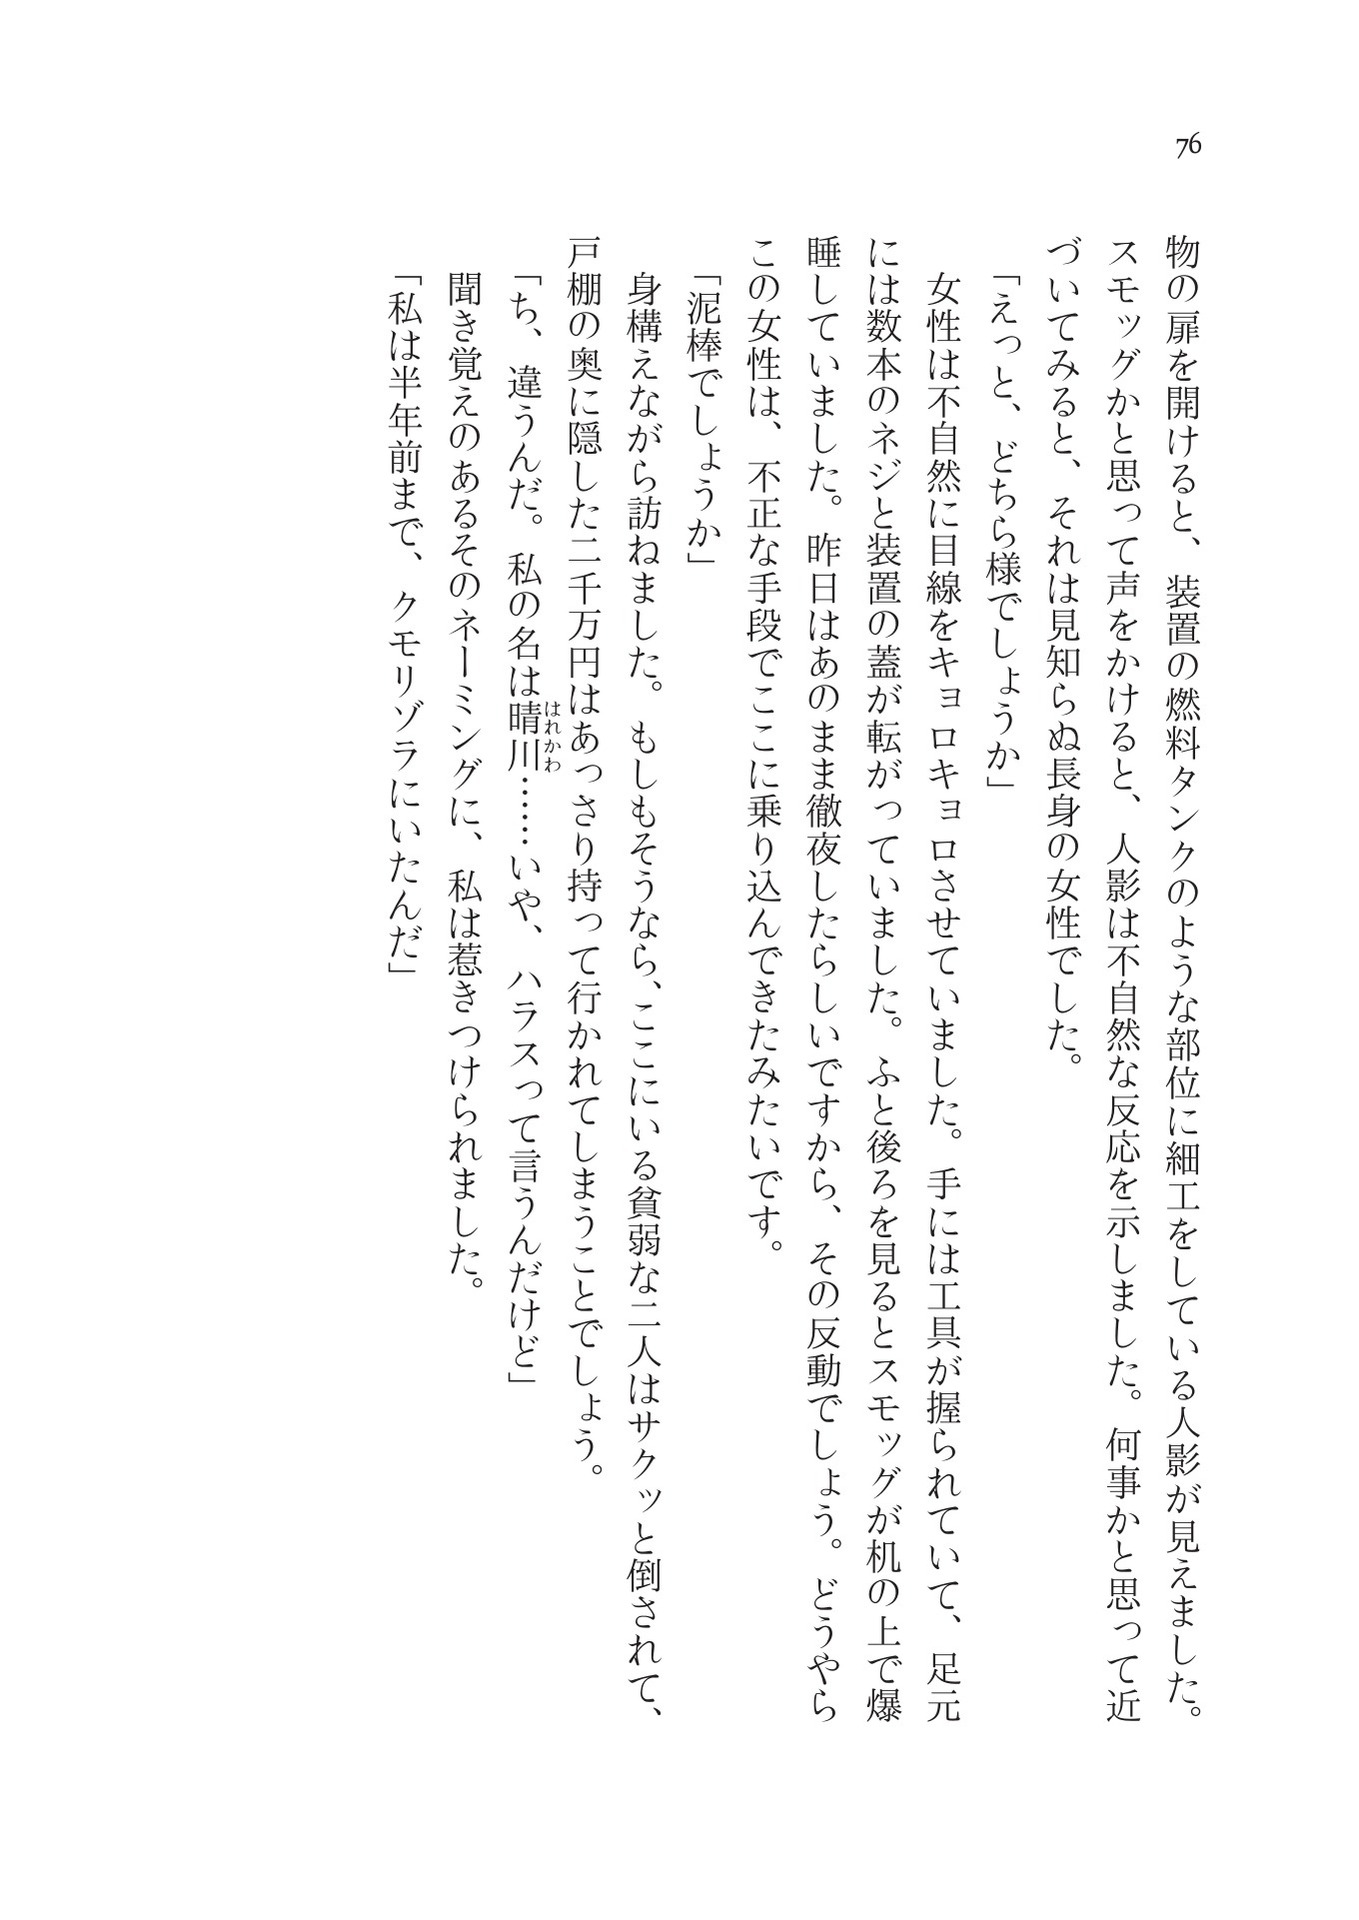 76
物の扉を開けると、装置の燃料タンクのような部位に細工をしている人影が見えました。
スモッグかと思って声をかけると、人影は不自然な反応を示しました。何事かと思って近
づいてみると、それは見知らぬ長身の女性でした。
「えっと、どちら様でしょうか」
　女性は不自然に目線をキョロキョロさせていました。手には工具が握られていて、足元
には数本のネジと装置の蓋が転がっていました。ふと後ろを見るとスモッグが机の上で爆
睡していました。昨日はあのまま徹夜したらしいですから、その反動でしょう。どうやら
この女性は、不正な手段でここに乗り込んできたみたいです。
「泥棒でしょうか」
　身構えながら訪ねました。もしもそうなら、ここにいる貧弱な二人はサクッと倒されて、
戸棚の奥に隠した二千万円はあっさり持って行かれてしまうことでしょう。
「ち、違うんだ。私の名は晴川……いや、ハラスって言うんだけど」
はれかわ
　聞き覚えのあるそのネーミングに、私は惹きつけられました。
「私は半年前まで、クモリゾラにいたんだ」